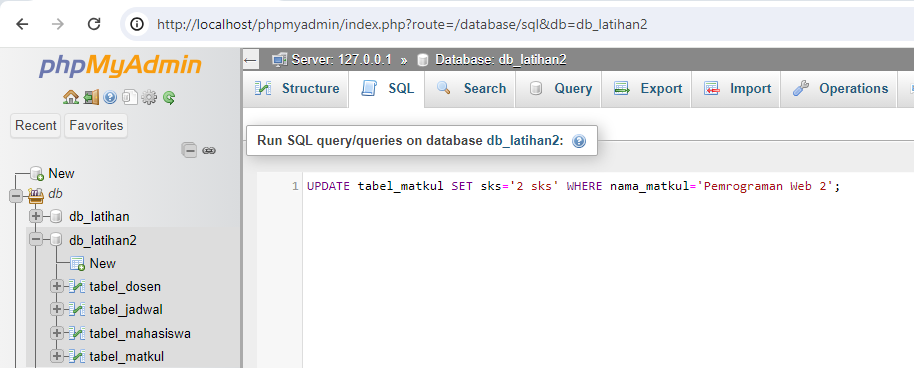 http://localhost/phpmyadmin/index.php?route=/database/sql&db=db_latihan2
phpMyAdmin
Recent Favorites
New
db
db_latihan
db_latihan2
New
tabel_dosen
tabel_jadwal
tabel_mahasiswa
tabel_matkul
Server: 127.0.0.1 » Database: db_latihan2
Structure SQL Search Query Export Import Operations
Run SQL query/queries on database db_latihan2:
1 UPDATE tabel_matkul SET sks='2 sks' WHERE nama_matkul='Pemrograman Web 2';